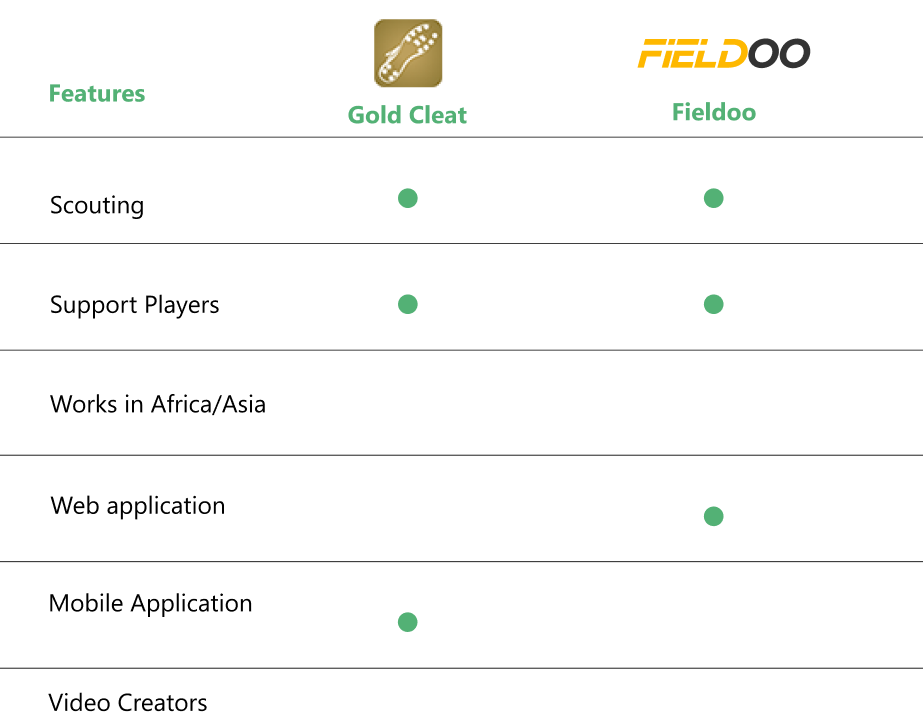 FiELDOO
Features
Gold Cleat
Fieldoo
Scouting
Support Players
Works in Africa/Asia
Web application
Mobile Application
Video Creators